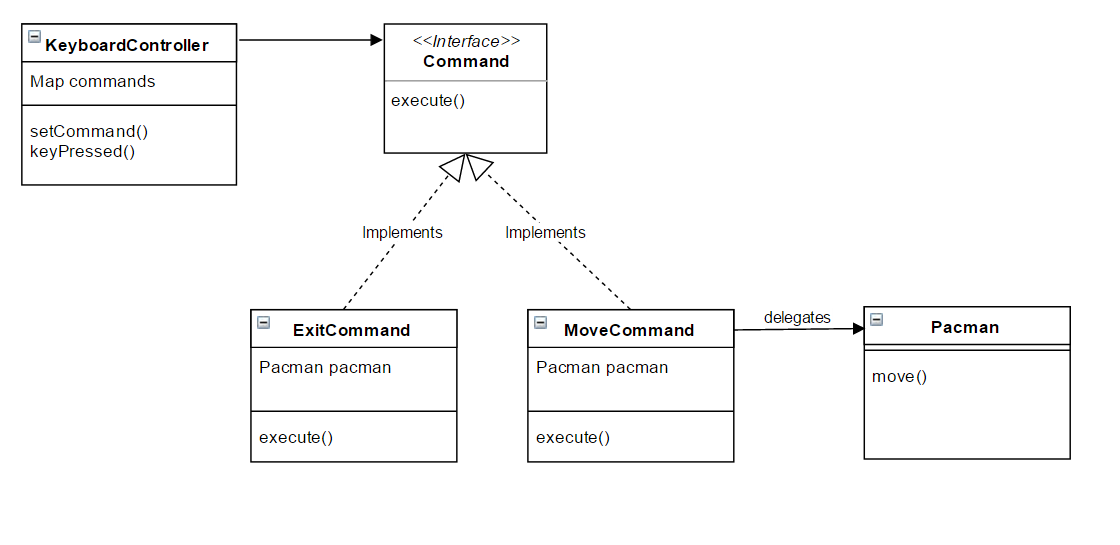 KeyboardController
Map commands
setCommand()
keyPressed()
<<Interface>>
Command
execute()
Implements
Implements
ExitCommand
Pacman pacman
execute()
MoveCommand
Pacman pacman
execute()
delegates
Pacman
move()